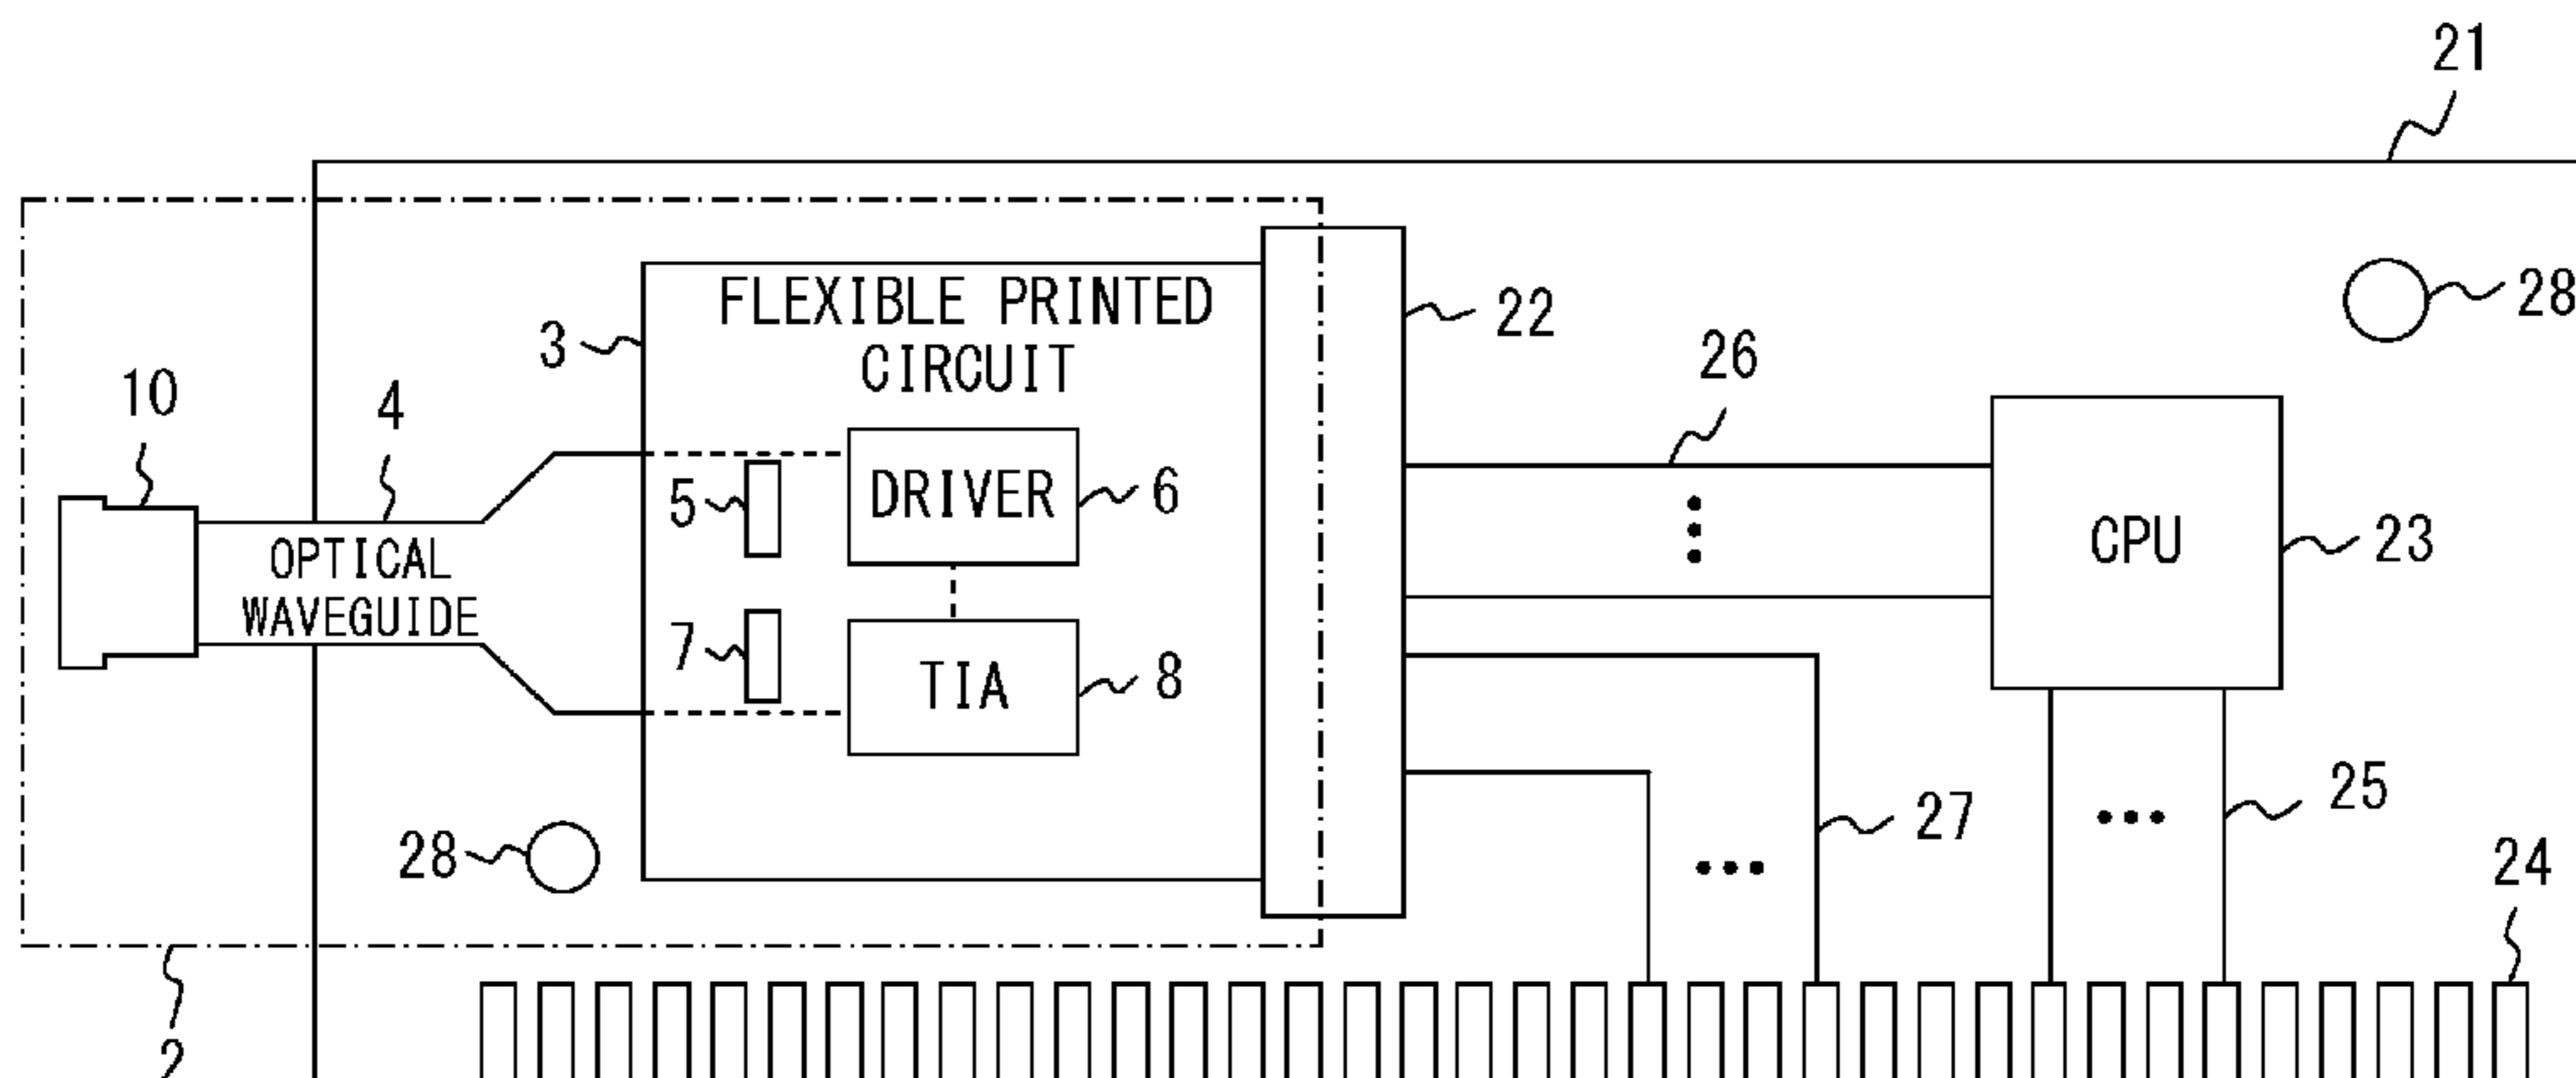 21
FLEXIBLE PRINTED
CIRCUIT
3
22
28
26
10
4
5
DRIVER
6
CPU
23
OPTICAL
WAVEGUIDE
7
TIA
8
28
27
25
24
2